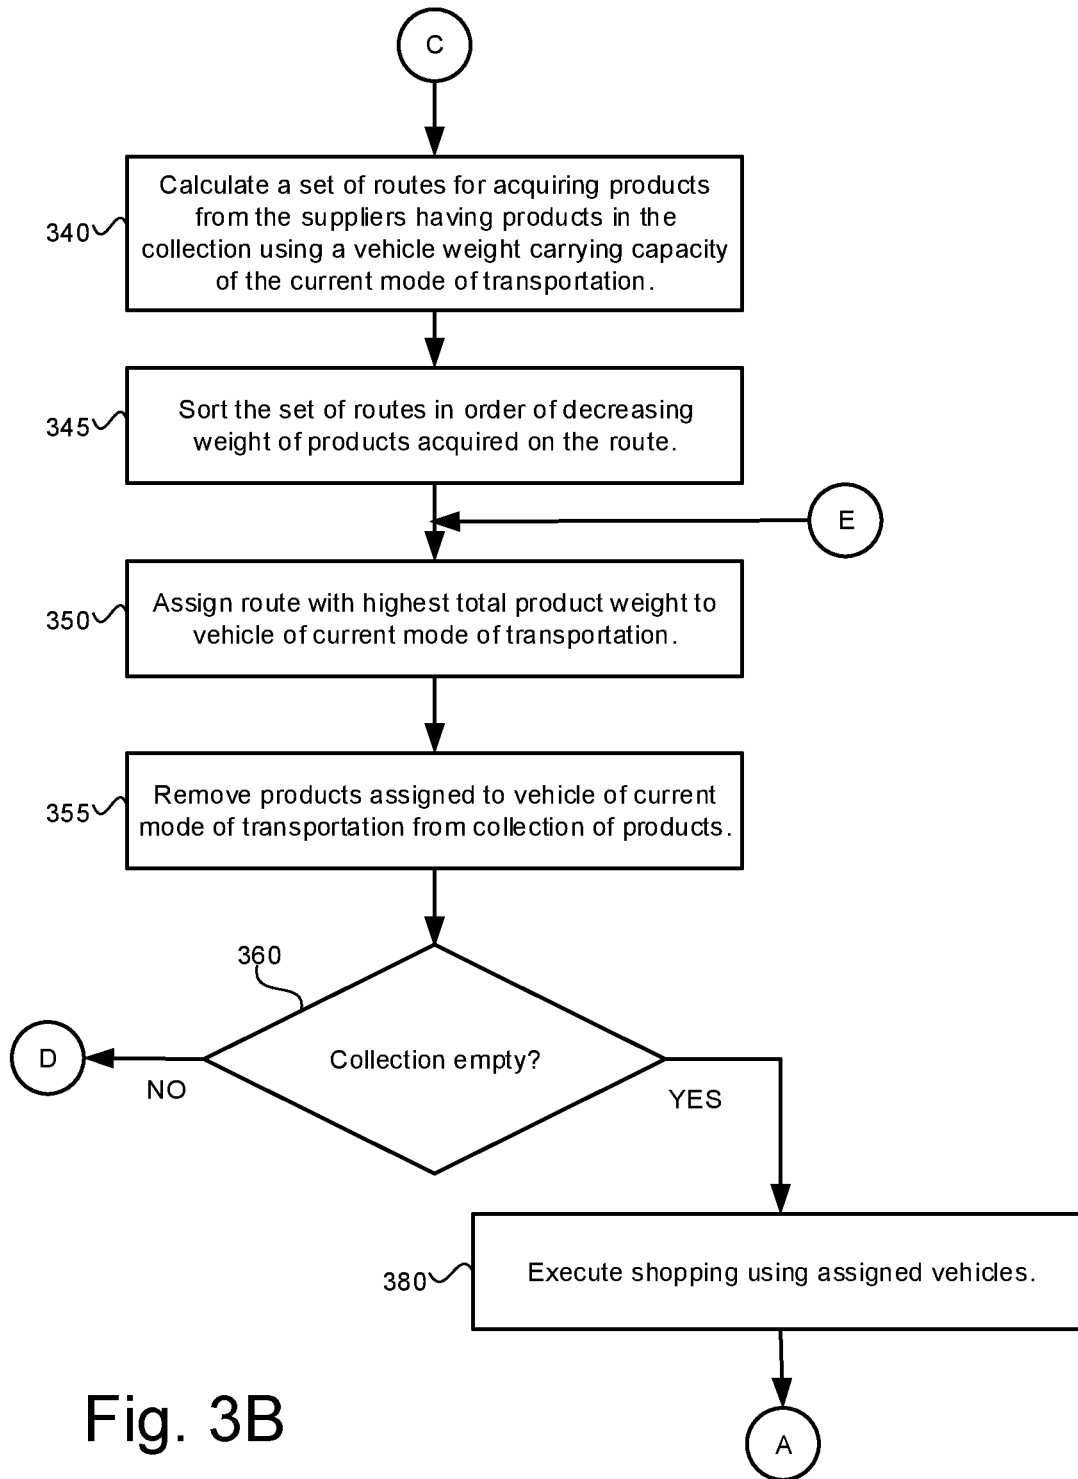 C
Calculate a set of routes for acquiring products
from the suppliers having products in the
collection using a vehicle weight carrying capacity
of the current mode of transportation.
340
Sort the set of routes in order of decreasing
weight of products acquired on the route.
345
E
Assign route with highest total product weight to
vehicle of current mode of transportation.
350
Remove products assigned to vehicle of current
mode of transportation from collection of products.
355
360
D
Collection empty?
NO
YES
Execute shopping using assigned vehicles.
380
Fig. 3B
A